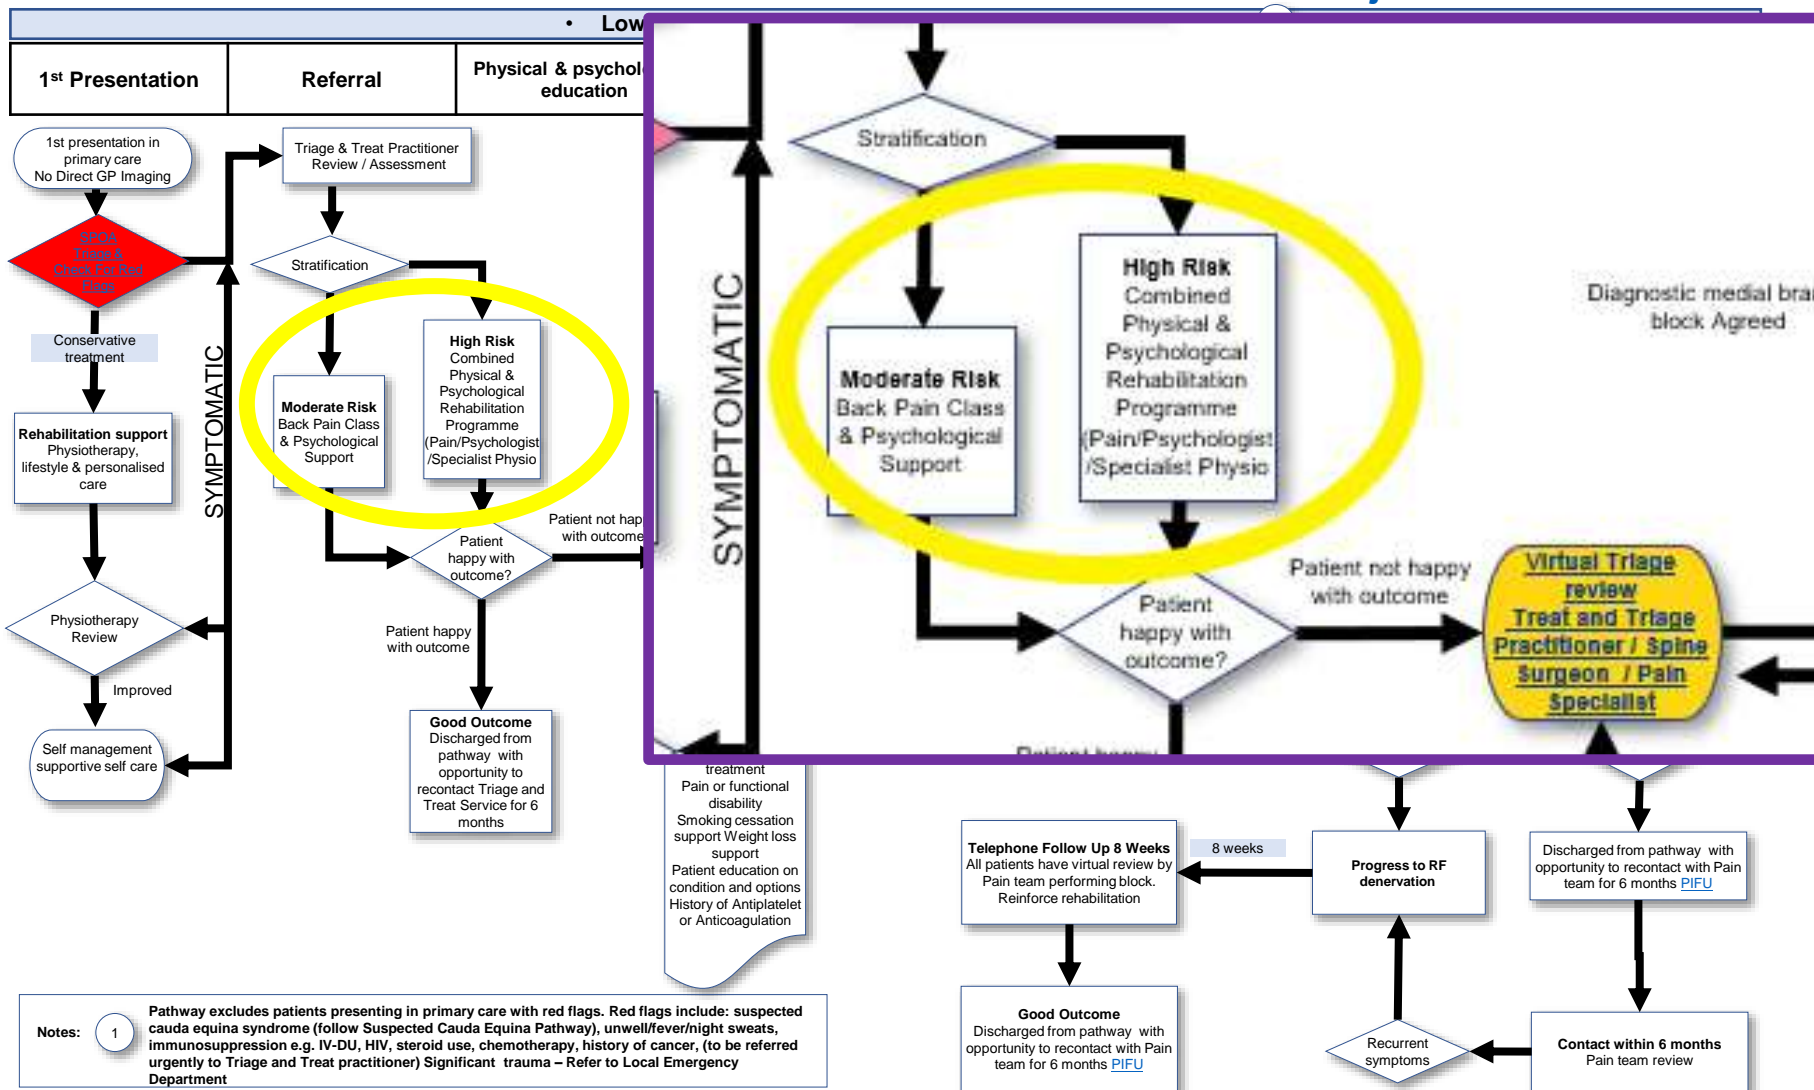 • Low
1st Presentation
Referral
Physical & psychol
education
1st presentation in
primary care
No Direct GP Imaging
SPOA
Triage &
Check For Red
Flags
Conservative
treatment
Rehabilitation support
Physiotherapy,
lifestyle & personalised
care
Physiotherapy
Review
Improved
Self management
supportive self care
SYMPTOMATIC
Triage & Treat Practitioner
Review / Assessment
Stratification
Moderate Risk
Back Pain Class
& Psychological
Support
High Risk
Combined
Physical &
Psychological
Rehabilitation
Programme
(Pain/Psychologist
/Specialist Physio
Patient
happy with
outcome?
Patient not hap
with outcome
Patient happy
with outcome
Good Outcome
Discharged from
pathway with
opportunity to
recontact Triage and
Treat Service for 6
months
Stratification
SYMPTOMATIC
Moderate Risk
Back Pain Class
& Psychological
Support
High Risk
Combined
Physical &
Psychological
Rehabilitation
Programme
(Pain/Psychologist
/Specialist Physio
Diagnostic medial bra
block Agreed
Patient
happy with
outcome?
Patient not happy
with outcome
Virtual Triage
review
Treat and Triage
Practitioner / Spine
Surgeon / Pain
Specialist
Patient happy
treatment
Pain or functional
disability
Smoking cessation
support Weight loss
support
Patient education on
condition and options
History of Antiplatelet
or Anticoagulation
Telephone Follow Up 8 Weeks
All patients have virtual review by
Pain team performing block.
Reinforce rehabilitation
8 weeks
Progress to RF
denervation
Discharged from pathway with
opportunity to recontact with Pain
team for 6 months PIFU
Good Outcome
Discharged from pathway with
opportunity to recontact with Pain
team for 6 months PIFU
Recurrent
symptoms
Contact within 6 months
Pain team review
Notes:
1
Pathway excludes patients presenting in primary care with red flags. Red flags include: suspected
cauda equina syndrome (follow Suspected Cauda Equina Pathway), unwell/fever/night sweats,
immunosuppression e.g. IV-DU, HIV, steroid use, chemotherapy, history of cancer, (to be referred
urgently to Triage and Treat practitioner) Significant trauma – Refer to Local Emergency
Department